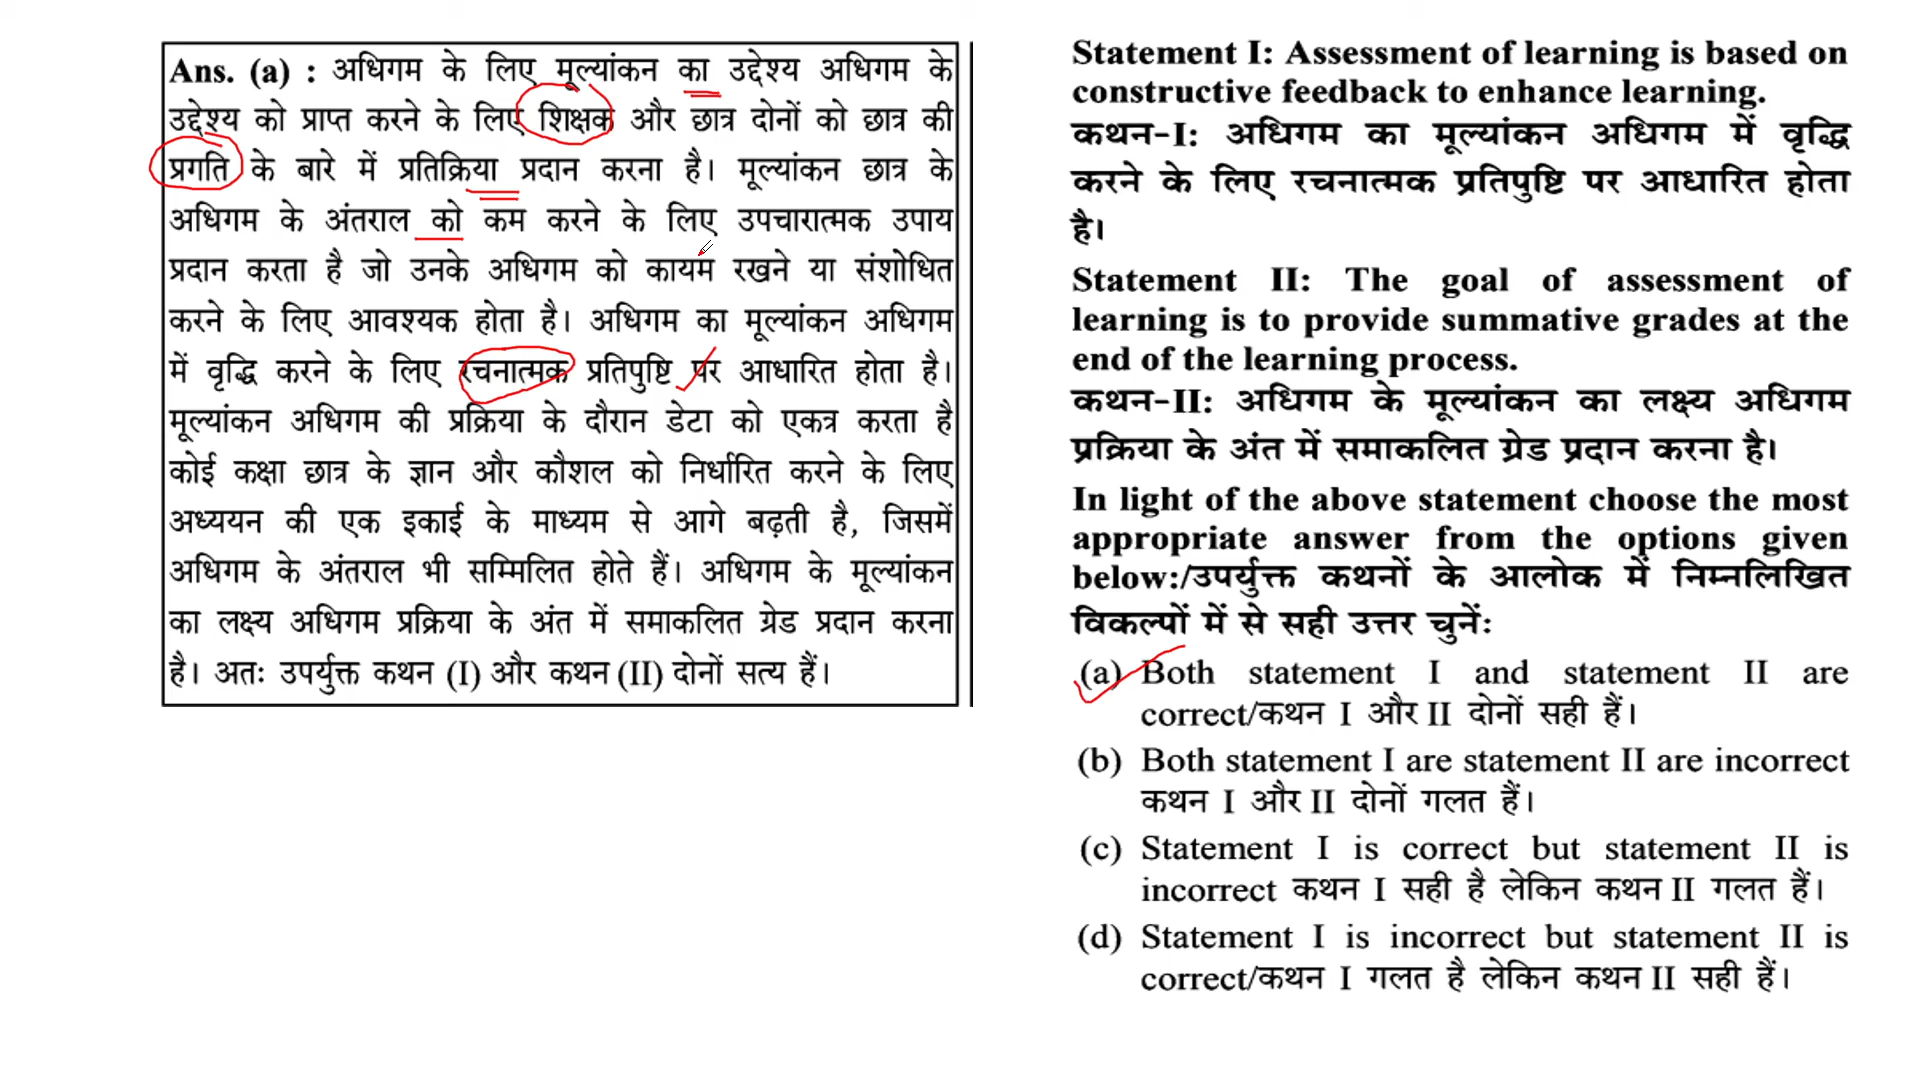 Ans. (a) : अधिगम के लिए मूल्यांकन का उद्देश्य अधिगम के
उद्देश्य को प्राप्त करने के लिए शिक्षक और छात्र दोनों को छात्र की
प्रगति के बारे में प्रतिक्रिया प्रदान करना है। मूल्यांकन छात्र के
अधिगम के अंतराल को कम करने के लिए उपचारात्मक उपाय
प्रदान करता है जो उनके अधिगम को कायम रखने या संशोधित
करने के लिए आवश्यक होता है। अधिगम का मूल्यांकन अधिगम
में वृद्धि करने के लिए रचनात्मक प्रतिपुष्टि पर आधारित होता है।
मूल्यांकन अधिगम की प्रक्रिया के दौरान डेटा को एकत्र करता है
कोई कक्षा छात्र के ज्ञान और कौशल को निर्धारित करने के लिए
अध्ययन की एक इकाई के माध्यम से आगे बढ़ती है, जिसमें
अधिगम के अंतराल भी सम्मिलित होते हैं। अधिगम के मूल्यांकन
का लक्ष्य अधिगम प्रक्रिया के अंत में समाकलित ग्रेड प्रदान करना
है। अतः उपर्युक्त कथन (I) और कथन (II) दोनों सत्य हैं।
Statement I: Assessment of learning is based on
constructive feedback to enhance learning.
कथन-I: अधिगम का मूल्यांकन अधिगम में वृद्धि
करने के लिए रचनात्मक प्रतिपुष्टि पर आधारित होता
है।
Statement II: The goal of assessment of
learning is to provide summative grades at the
end of the learning process.
कथन-II: अधिगम के मूल्यांकन का लक्ष्य अधिगम
प्रक्रिया के अंत में समाकलित ग्रेड प्रदान करना है।
In light of the above statement choose the most
appropriate answer from the options given
below:/उपर्युक्त कथनों के आलोक में निम्नलिखित
विकल्पों में से सही उत्तर चुनें:
(a) Both statement I and statement II are
correct/कथन I और II दोनों सही हैं।
(b) Both statement I are statement II are incorrect
कथन I और II दोनों गलत हैं।
(c) Statement I is correct but statement II is
incorrect कथन I सही है लेकिन कथन II गलत हैं।
(d) Statement I is incorrect but statement II is
correct/कथन I गलत है लेकिन कथन II सही हैं।